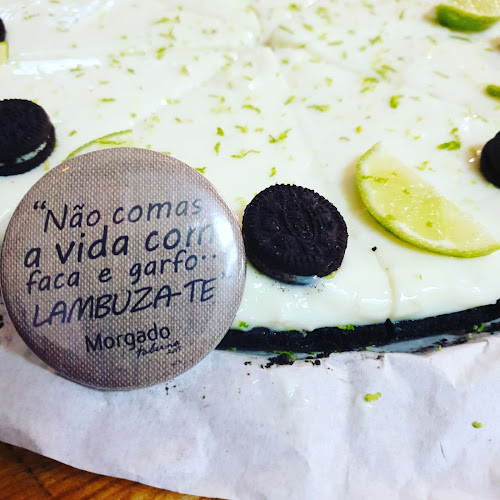 “Não comas
a vida com
faca e garfo...
LAMBUZA-TE”
Morgado